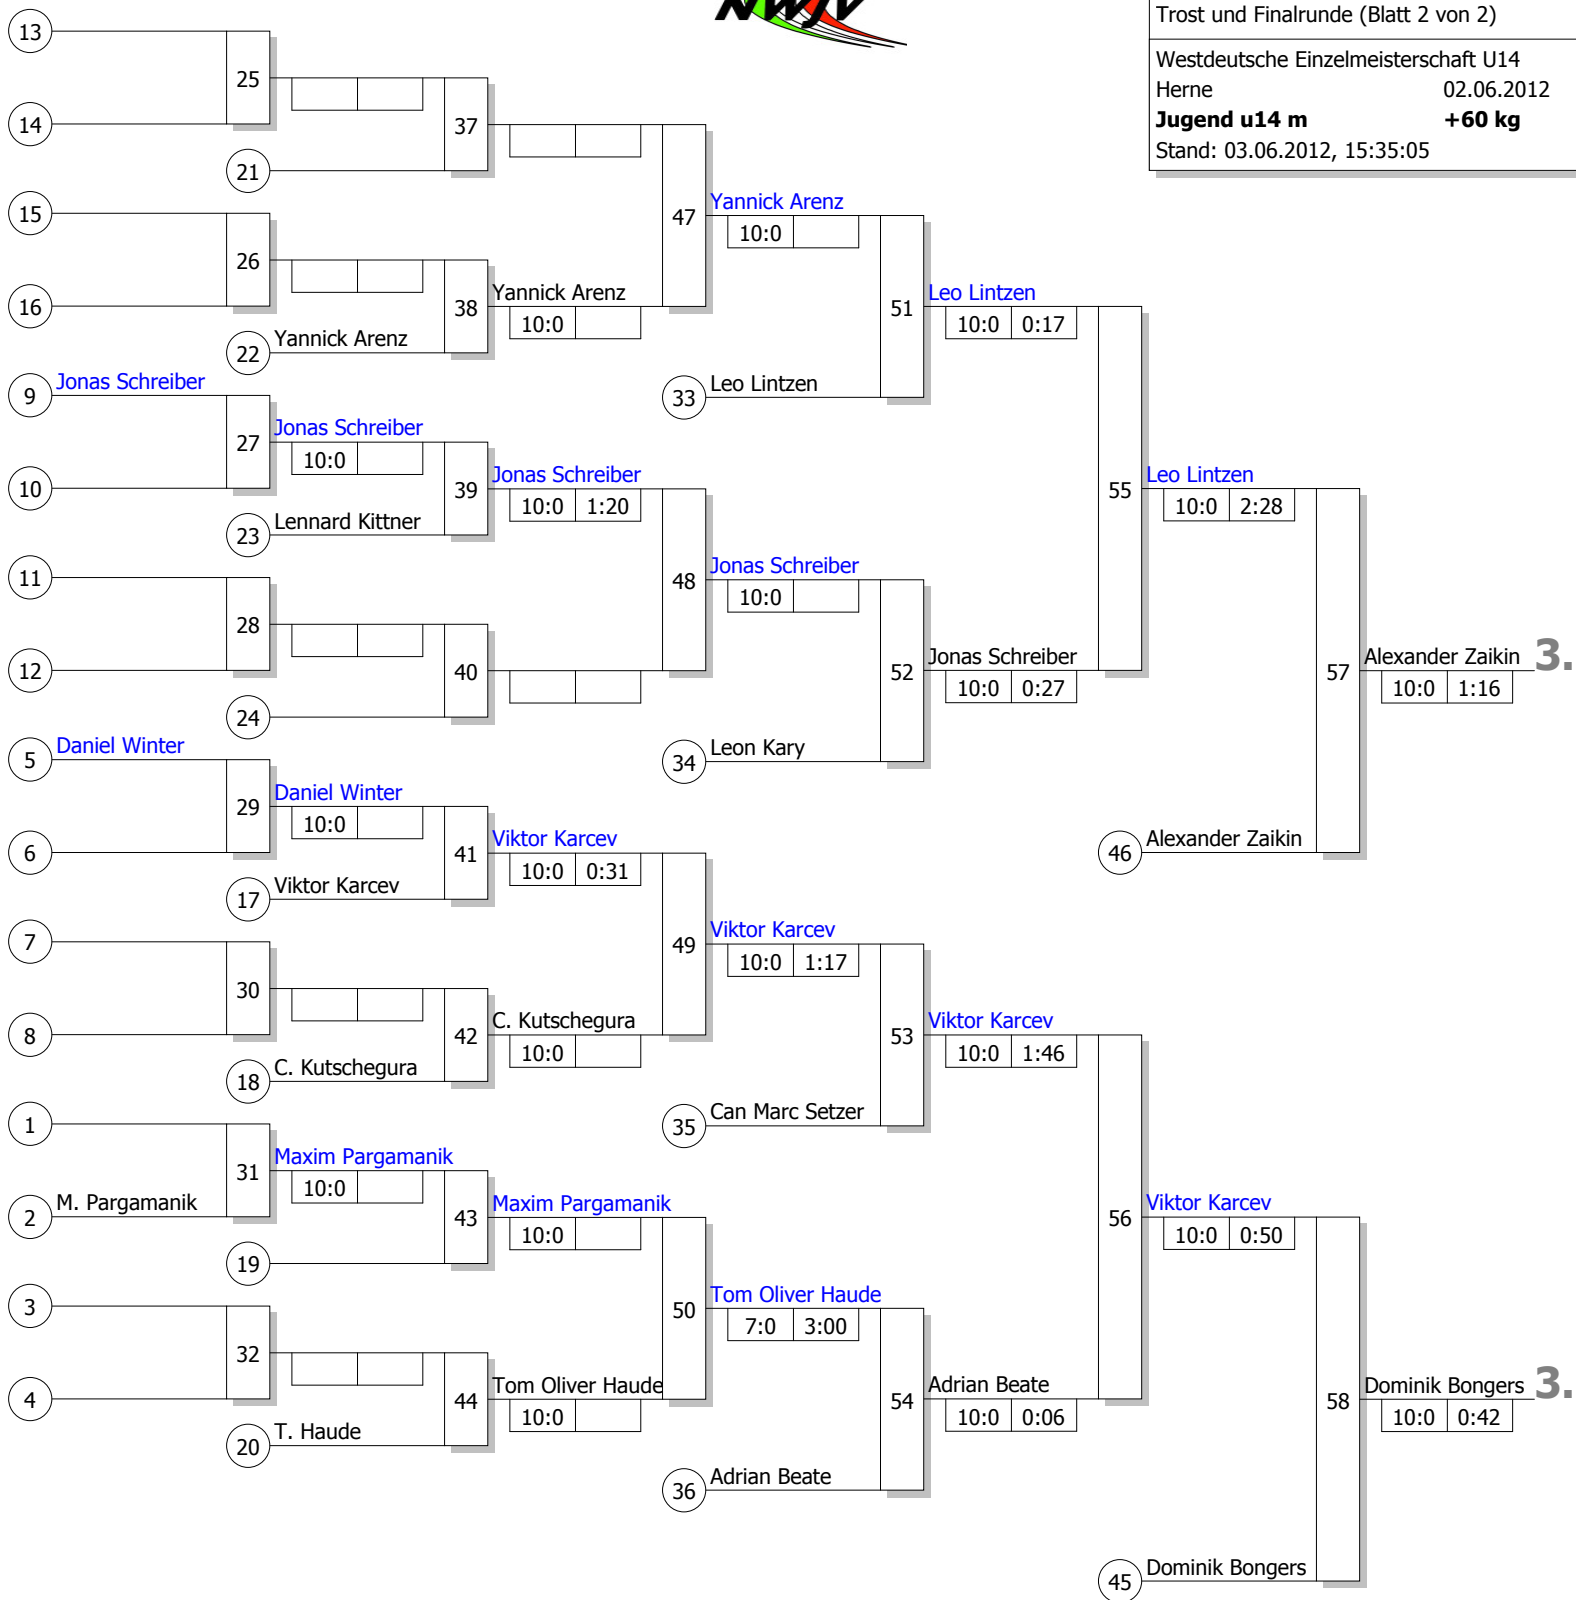 NWJV
Trost und Finalrunde (Blatt 2 von 2)
Westdeutsche Einzelmeisterschaft U14
Herne 02.06.2012
Jugend u14 m +60 kg
Stand: 03.06.2012, 15:35:05
13
25
14
37
21
15
47
Yannick Arenz
10:0
26
16
38
Yannick Arenz
10:0
22
Yannick Arenz
51
Leo Lintzen
10:0 0:17
33
Leo Lintzen
9
Jonas Schreiber
27
Jonas Schreiber
10:0
10
39
Jonas Schreiber
10:0 1:20
23
Lennard Kittner
55
Leo Lintzen
10:0 2:28
11
48
Jonas Schreiber
10:0
28
12
40
24
52
Jonas Schreiber
10:0 0:27
34
Leon Kary
57
Alexander Zaikin
3.
10:0 1:16
46
Alexander Zaikin
5
Daniel Winter
29
Daniel Winter
10:0
6
41
Viktor Karcev
10:0 0:31
17
Viktor Karcev
7
49
Viktor Karcev
10:0 1:17
30
8
42
C. Kutschegura
10:0
18
C. Kutschegura
53
Viktor Karcev
10:0 1:46
35
Can Marc Setzer
1
31
Maxim Pargamanik
10:0
2
M. Pargamanik
43
Maxim Pargamanik
10:0
19
56
Viktor Karcev
10:0 0:50
3
50
Tom Oliver Haude
7:0 3:00
32
4
44
Tom Oliver Haude
10:0
20
T. Haude
54
Adrian Beate
10:0 0:06
36
Adrian Beate
58
Dominik Bongers
3.
10:0 0:42
45
Dominik Bongers